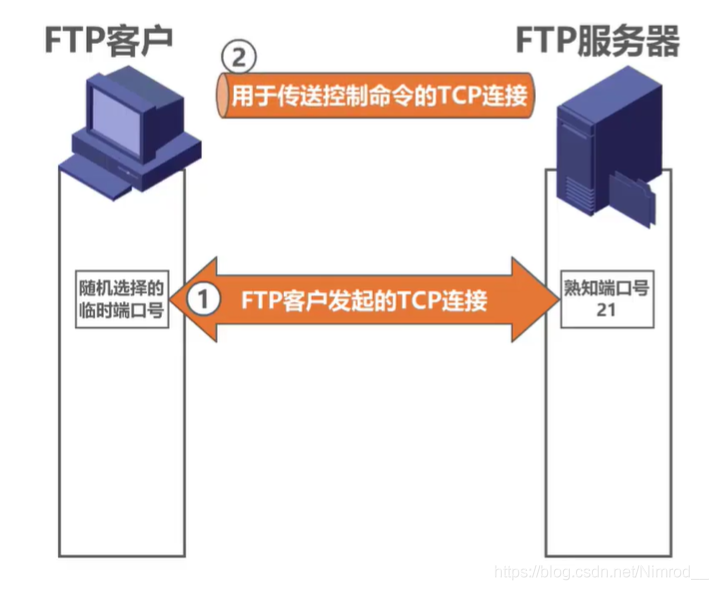 FTP客户
FTP服务器
2
用于传送控制命令的TCP连接
随机选择的
临时端口号
1
FTP客户发起的TCP连接
熟知端口号
21
https://blog.csdn.net/Nimrod__